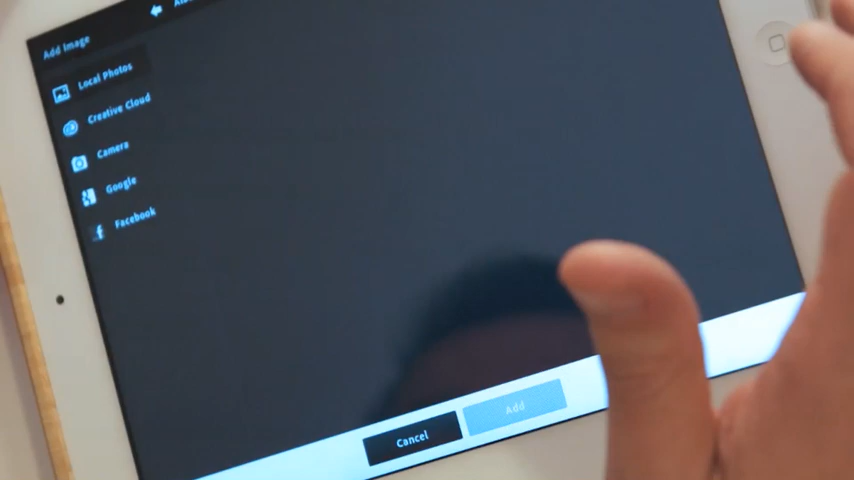 Add Image
Local Photos
Creative Cloud
Camera
Google
Facebook
Cancel
Add